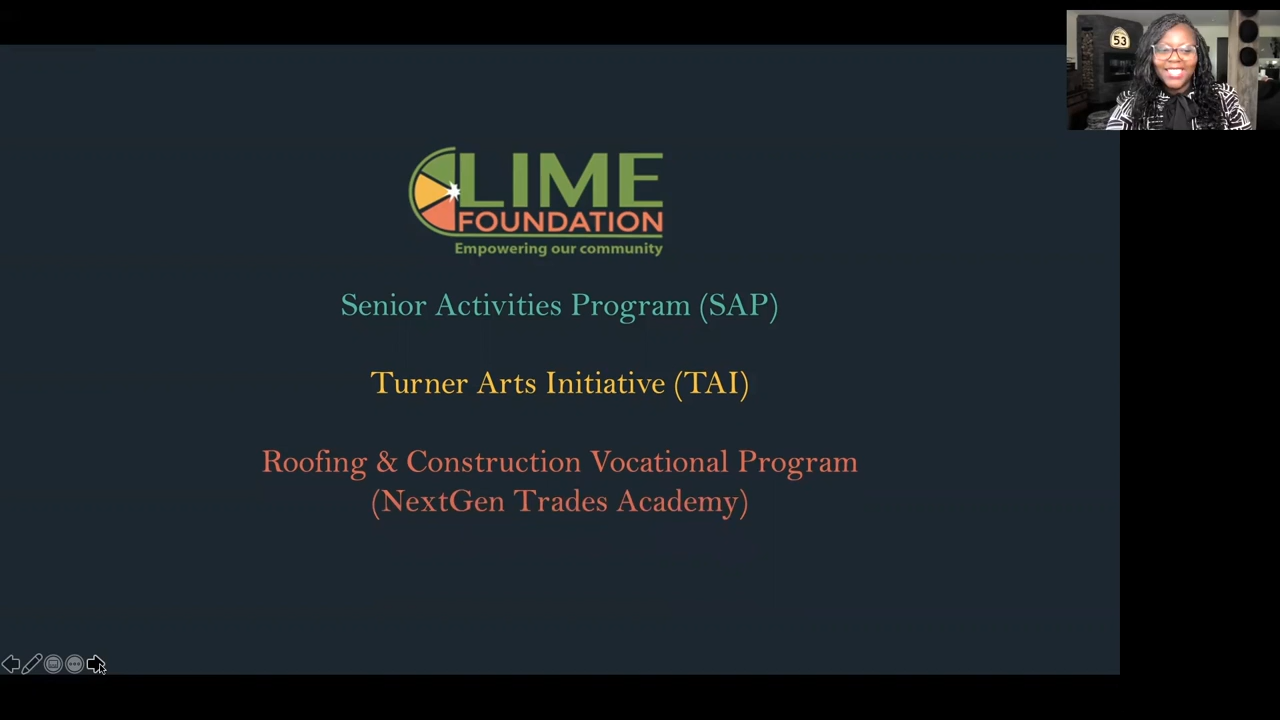 LIME
FOUNDATION
Empowering our community
Senior Activities Program (SAP)
Turner Arts Initiative (TAI)
Roofing & Construction Vocational Program
(NextGen Trades Academy)
53